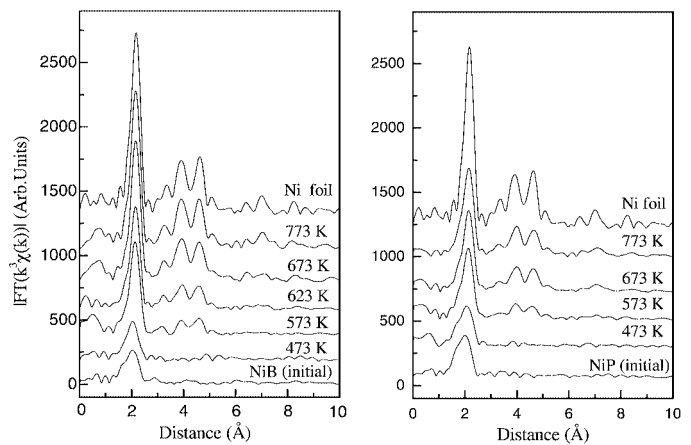 |FT(k³χ(k))| (Arb.Units)
2500
2000
1500
1000
500
0
Ni foil
773 K
673 K
623 K
573 K
473 K
NiB (initial)
0 2 4 6 8 10
Distance (Å)
2500
2000
1500
1000
500
0
Ni foil
773 K
673 K
573 K
473 K
NiP (initial)
0 2 4 6 8 10
Distance (Å)